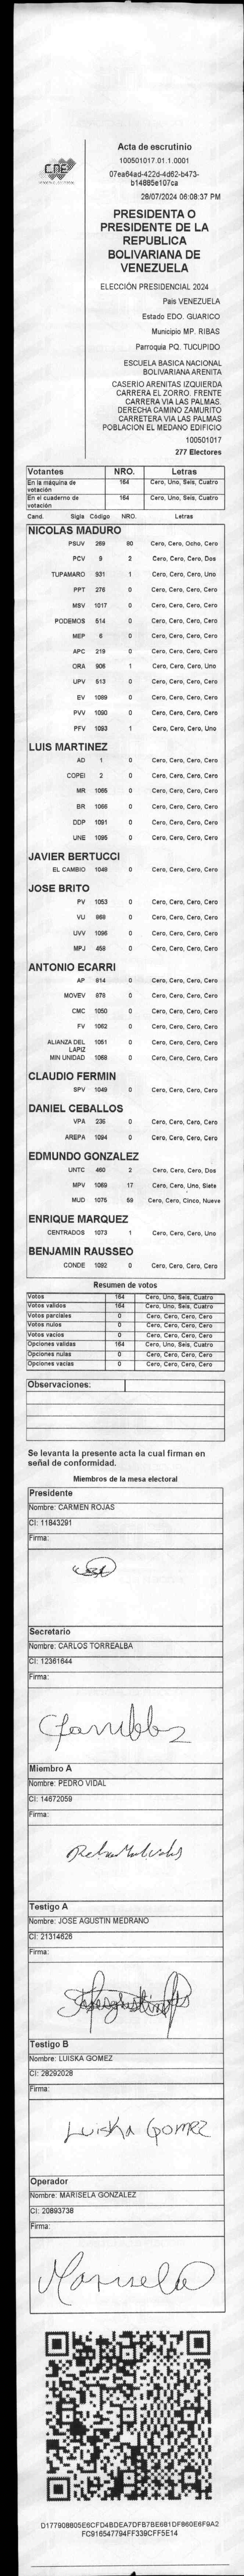 CNE
Acta de escrutinio
100501017.01.1.0001
07ea64ad-422d-4d62-b473-
b14885e107ca
28/07/2024 06:08:37 PM
PRESIDENTA O
PRESIDENTE DE LA
REPUBLICA
BOLIVARIANA DE
VENEZUELA
ELECCIÓN PRESIDENCIAL 2024
Pais VENEZUELA
Estado EDO. GUARICO
Municipio MP. RIBAS
Parroquia PQ. TUCUPIDO
ESCUELA BASICA NACIONAL
BOLIVARIANA ARENITA
CASERIO ARENITAS IZQUIERDA
CARRERA EL ZORRO. FRENTE
CARRERA VIA LAS PALMAS.
DERECHA CAMINO ZAMURITO
CARRETERA VIA LAS PALMAS
POBLACION EL MEDANO EDIFICIO
100501017
277 Electores
Votantes NRO. Letras
En la máquina de votación 164 Cero, Uno, Seis, Cuatro
En el cuaderno de votación 164 Cero, Uno, Seis, Cuatro
Cand. Sigla Código NRO. Letras
NICOLAS MADURO
PSUV 269 80 Cero, Cero, Ocho, Cero
PCV 9 2 Cero, Cero, Cero, Dos
TUPAMARO 931 1 Cero, Cero, Cero, Uno
PPT 276 0 Cero, Cero, Cero, Cero
MSV 1017 0 Cero, Cero, Cero, Cero
PODEMOS 514 0 Cero, Cero, Cero, Cero
MEP 6 0 Cero, Cero, Cero, Cero
APC 219 0 Cero, Cero, Cero, Cero
ORA 906 1 Cero, Cero, Cero, Uno
UPV 513 0 Cero, Cero, Cero, Cero
EV 1089 0 Cero, Cero, Cero, Cero
PVV 1090 0 Cero, Cero, Cero, Cero
PFV 1093 1 Cero, Cero, Cero, Uno
LUIS MARTINEZ
AD 1 0 Cero, Cero, Cero, Cero
COPEI 2 0 Cero, Cero, Cero, Cero
MR 1065 0 Cero, Cero, Cero, Cero
BR 1066 0 Cero, Cero, Cero, Cero
DDP 1091 0 Cero, Cero, Cero, Cero
UNE 1095 0 Cero, Cero, Cero, Cero
JAVIER BERTUCCI
EL CAMBIO 1048 0 Cero, Cero, Cero, Cero
JOSE BRITO
PV 1053 0 Cero, Cero, Cero, Cero
VU 868 0 Cero, Cero, Cero, Cero
UVV 1096 0 Cero, Cero, Cero, Cero
MPJ 458 0 Cero, Cero, Cero, Cero
ANTONIO ECARRI
AP 814 0 Cero, Cero, Cero, Cero
MOVEV 878 0 Cero, Cero, Cero, Cero
CMC 1050 0 Cero, Cero, Cero, Cero
FV 1062 0 Cero, Cero, Cero, Cero
ALIANZA DEL LAPIZ 1051 0 Cero, Cero, Cero, Cero
MIN UNIDAD 1068 0 Cero, Cero, Cero, Cero
CLAUDIO FERMIN
SPV 1049 0 Cero, Cero, Cero, Cero
DANIEL CEBALLOS
VPA 236 0 Cero, Cero, Cero, Cero
AREPA 1094 0 Cero, Cero, Cero, Cero
EDMUNDO GONZALEZ
UNTC 460 2 Cero, Cero, Cero, Dos
MPV 1069 17 Cero, Cero, Uno, Siete
MUD 1075 59 Cero, Cero, Cinco, Nueve
ENRIQUE MARQUEZ
CENTRADOS 1073 1 Cero, Cero, Cero, Uno
BENJAMIN RAUSSEO
CONDE 1092 0 Cero, Cero, Cero, Cero
Resumen de votos
Votos 164 Cero, Uno, Seis, Cuatro
Votos validos 164 Cero, Uno, Seis, Cuatro
Votos parciales 0 Cero, Cero, Cero, Cero
Votos nulos 0 Cero, Cero, Cero, Cero
Votos vacios 0 Cero, Cero, Cero, Cero
Opciones validas 164 Cero, Uno, Seis, Cuatro
Opciones nulas 0 Cero, Cero, Cero, Cero
Opciones vacias 0 Cero, Cero, Cero, Cero
Observaciones:
Se levanta la presente acta la cual firman en
señal de conformidad.
Miembros de la mesa electoral
Presidente
Nombre: CARMEN ROJAS
CI: 11843291
Firma:
Secretario
Nombre: CARLOS TORREALBA
CI: 12361644
Firma:
Miembro A
Nombre: PEDRO VIDAL
CI: 14672059
Firma:
Testigo A
Nombre: JOSE AGUSTIN MEDRANO
CI: 21314626
Firma:
Testigo B
Nombre: LUISKA GOMEZ
CI: 28292028
Firma:
Luiska Gomez
Operador
Nombre: MARISELA GONZALEZ
CI: 20893738
Firma:
Marisela
D177908805E6CFD4BDEA7DFB7BE681DF860E6F9A2
FC916547794FF339CFF5E14